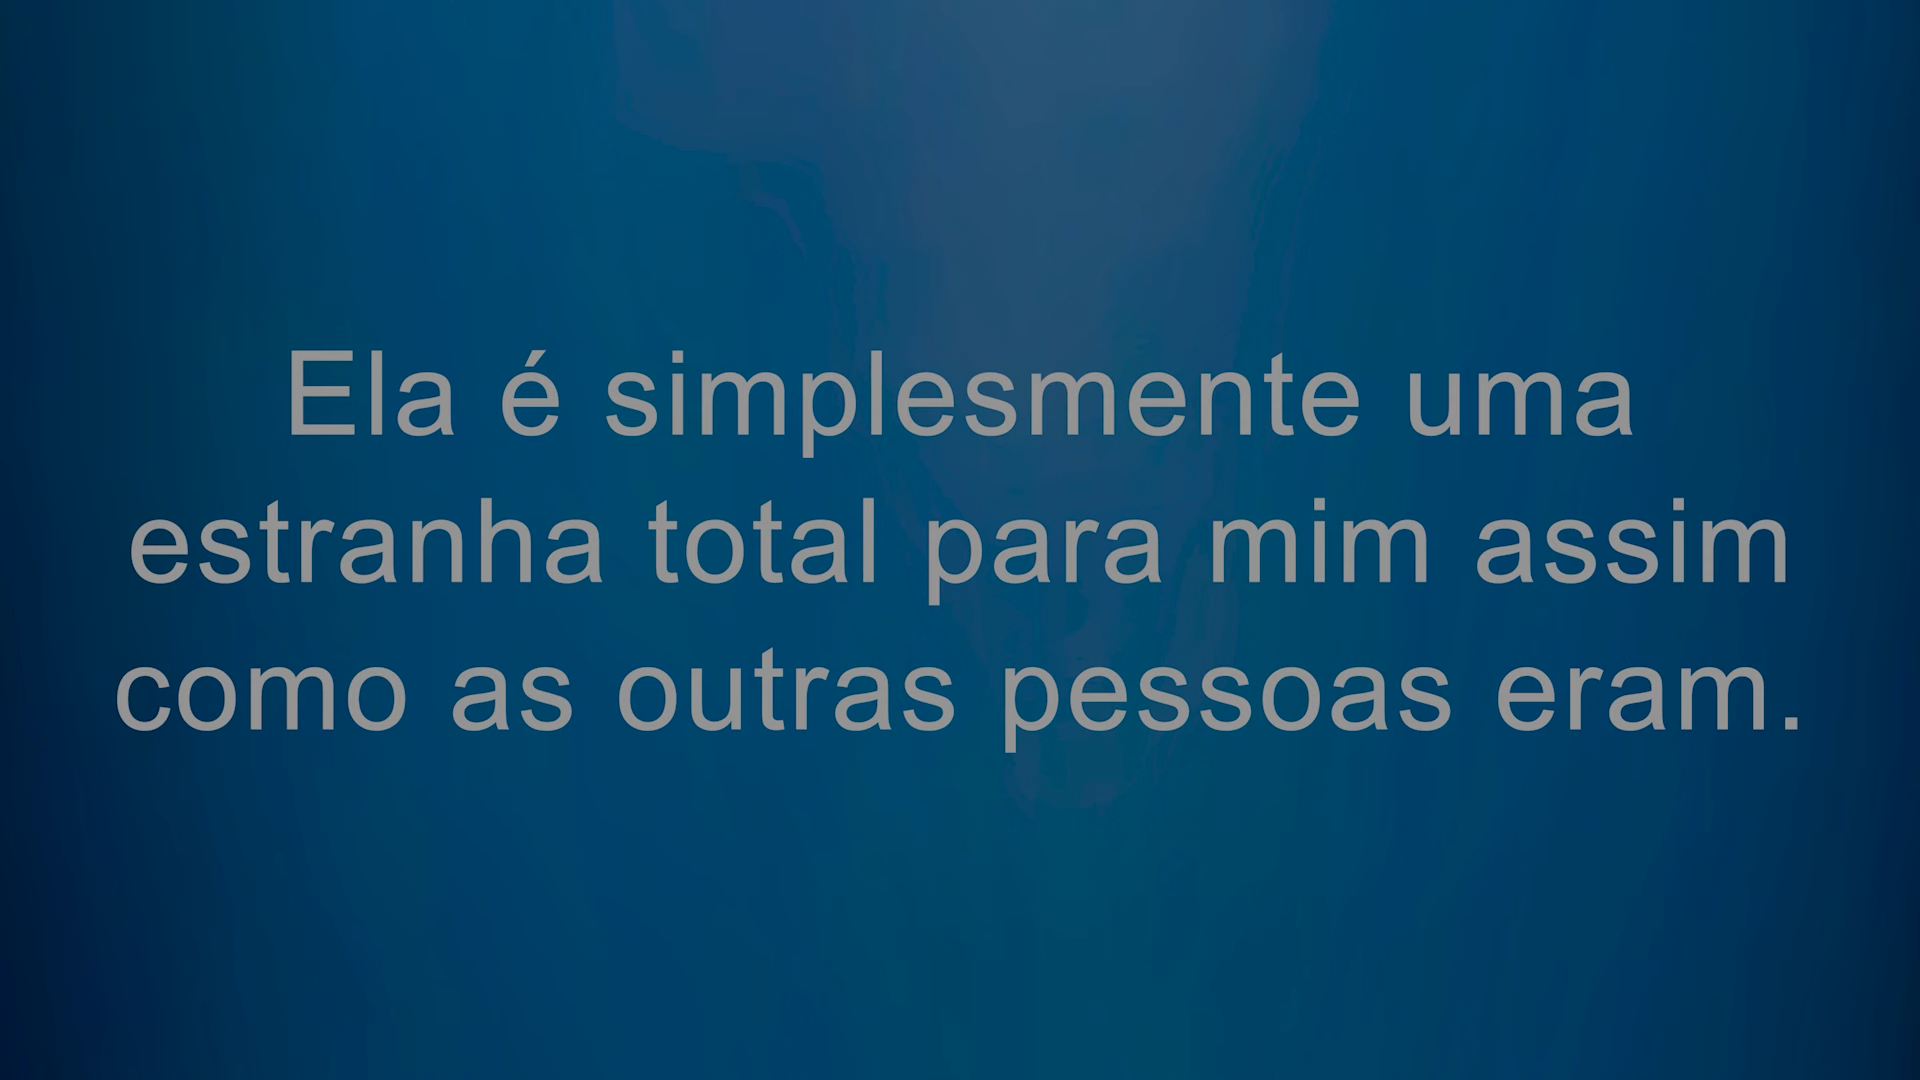 Ela é simplesmente uma
estranha total para mim assim
como as outras pessoas eram.